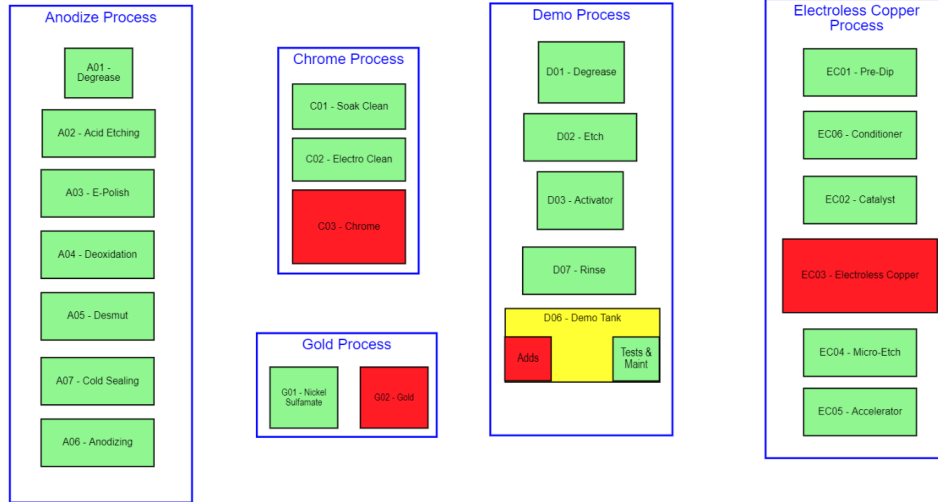 Anodize Process
A01 -
Degrease
A02 - Acid Etching
A03 - E-Polish
A04 - Deoxidation
A05 - Desmut
A07 - Cold Sealing
A06 - Anodizing
Chrome Process
C01 - Soak Clean
C02 - Electro Clean
C03 - Chrome
Gold Process
G01 - Nickel
Sulfamate
G02 - Gold
Demo Process
D01 - Degrease
D02 - Etch
D03 - Activator
D07 - Rinse
D06 - Demo Tank
Adds
Tests &
Maint
Electroless Copper
Process
EC01 - Pre-Dip
EC06 - Conditioner
EC02 - Catalyst
EC03 - Electroless Copper
EC04 - Micro-Etch
EC05 - Accelerator